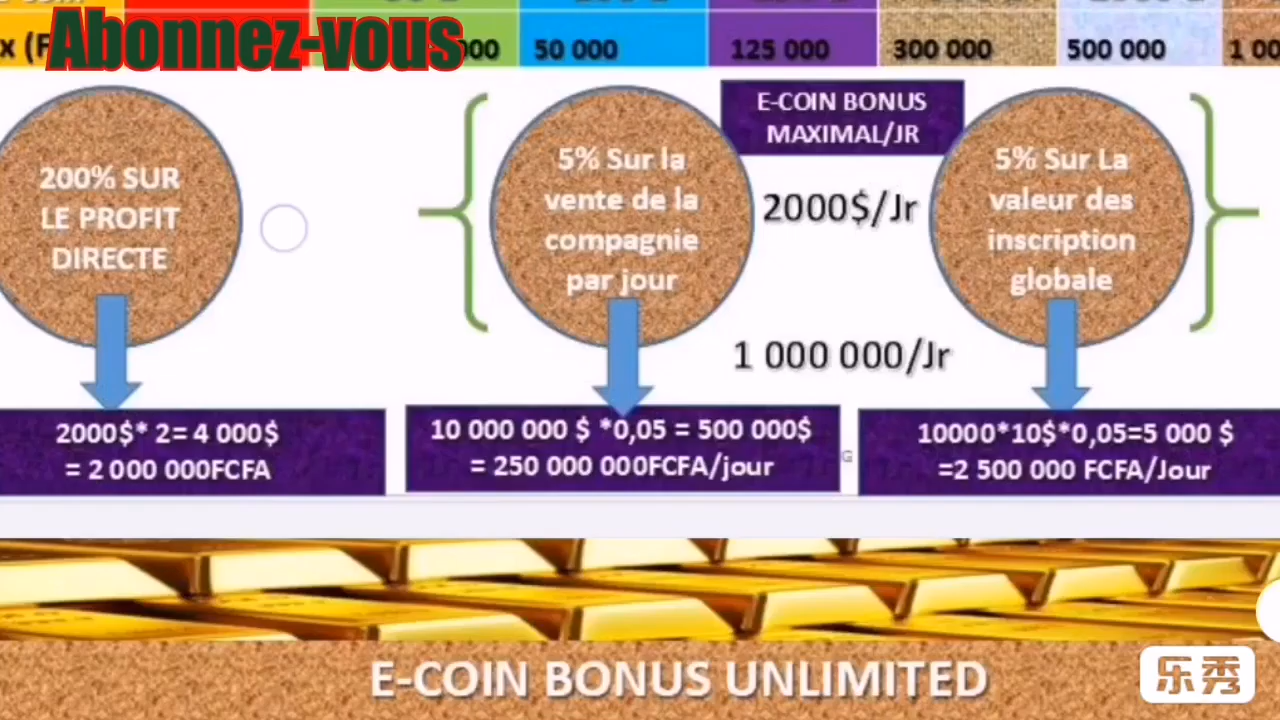 Abonnez-vous
x (F
000
50 000
125 000
300 000
500 000
1 00
200% SUR
LE PROFIT
DIRECTE
5% Sur la
vente de la
compagnie
par jour
E-COIN BONUS
MAXIMAL/JR
2000$/Jr
1 000 000/Jr
5% Sur La
valeur des
inscription
globale
2000$* 2= 4 000$
= 2 000 000FCFA
10 000 000 $ *0,05 = 500 000$
= 250 000 000FCFA/jour
G
10000*10$*0,05=5 000 $
=2 500 000 FCFA/Jour
E-COIN BONUS UNLIMITED
乐秀